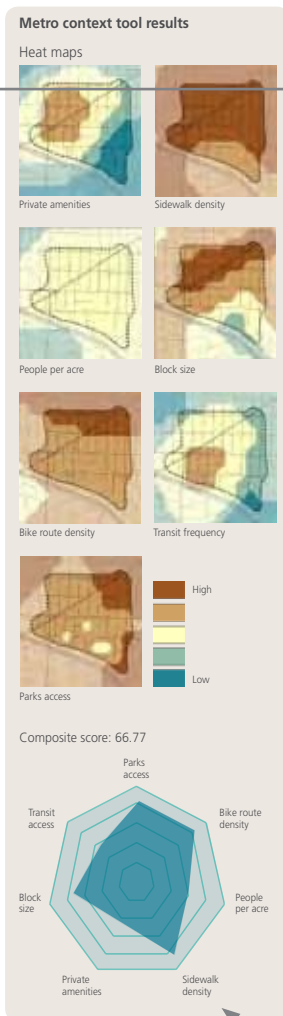 Metro context tool results
Heat maps
Private amenities
Sidewalk density
People per acre
Block size
Bike route density
Transit frequency
High
Low
Parks access
Composite score: 66.77
Parks
access
Transit
access
Bike route
density
Block
size
People
per acre
Private
amenities
Sidewalk
density